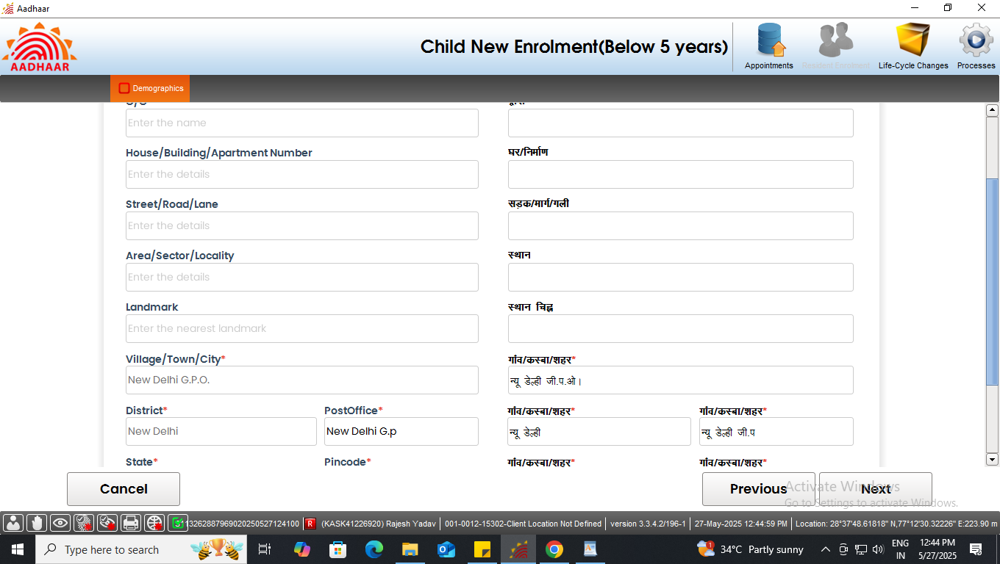 Aadhaar
AADHAAR
Child New Enrolment(Below 5 years)
Appointments
Resident Enrolment
Life-Cycle Changes
Processes
Demographics
Enter the name
House/Building/Apartment Number
घर/निर्माण
Enter the details
Street/Road/Lane
सड़क/मार्ग/गली
Enter the details
Area/Sector/Locality
स्थान
Enter the details
Landmark
स्थान चिह्न
Enter the nearest landmark
Village/Town/City*
गांव/कस्बा/शहर*
New Delhi G.P.O.
न्यू डेल्ही जी.प.ओ।
District*
PostOffice*
गांव/कस्बा/शहर*
गांव/कस्बा/शहर*
New Delhi
New Delhi G.p
न्यू डेल्ही
न्यू डेल्ही जी.प
State*
Pincode*
गांव/कस्बा/शहर*
गांव/कस्बा/शहर*
Cancel
Previous
Next
Activate Windows
Go to Settings to activate Windows.
13262887969020250527124100
R
(KASK41226920) Rajesh Yadav
001-0012-15302-Client Location Not Defined
version 3.3.4.2/196-1
27-May-2025 12:44:59 PM
Location: 28°37'48.61818" N,77°12'30.32226" E:223.90 m
Type here to search
1
34°C Partly sunny
ENG
IN
12:44 PM
5/27/2025